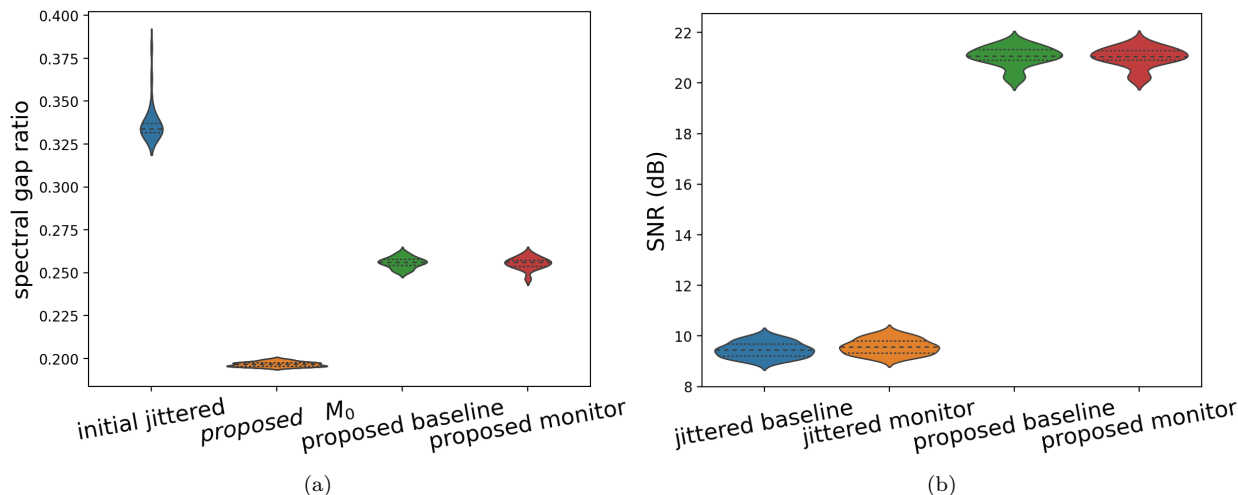 0.400
0.375
0.350
0.325
0.300
0.275
0.250
0.225
0.200
spectral gap ratio
initial jittered
proposed M₀
proposed baseline
proposed monitor
(a)
22
20
18
16
14
12
10
8
SNR (dB)
jittered baseline
jittered monitor
proposed baseline
proposed monitor
(b)